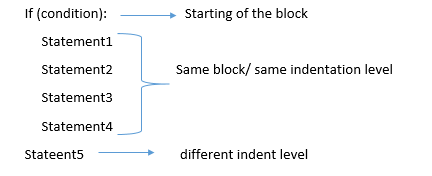 If (condition): Starting of the block
Statement1
Statement2
Same block/ same indentation level
Statement3
Statement4
Stateent5 different indent level